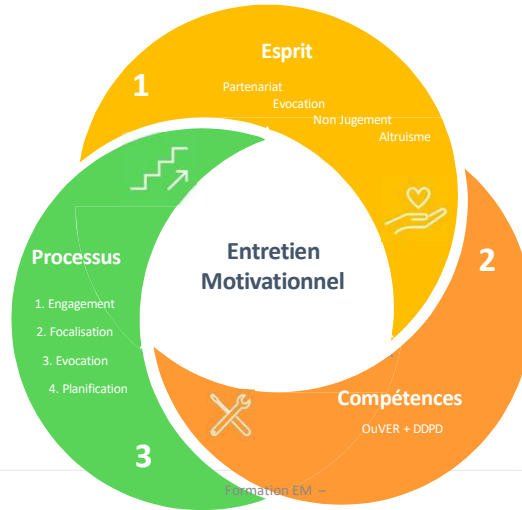 Esprit
1
Partenariat
Evocation
Non Jugement
Altruisme
Entretien
Motivationnel
2
Compétences
OuVER + DDPD
Processus
1. Engagement
2. Focalisation
3. Evocation
4. Planification
3
Formation EM –